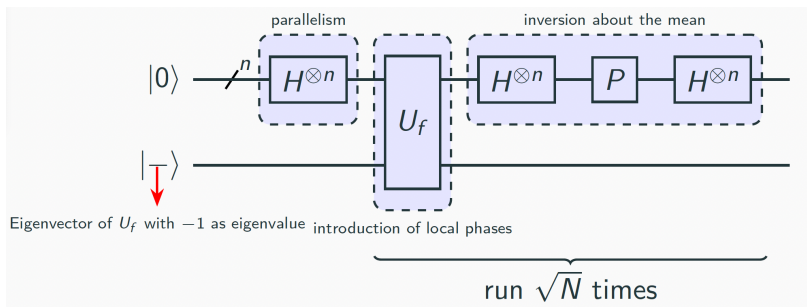 parallelism
inversion about the mean
|0⟩
n
H⊗n
U_f
H⊗n
P
H⊗n
|−⟩
Eigenvector of U_f with −1 as eigenvalue
introduction of local phases
run √N times